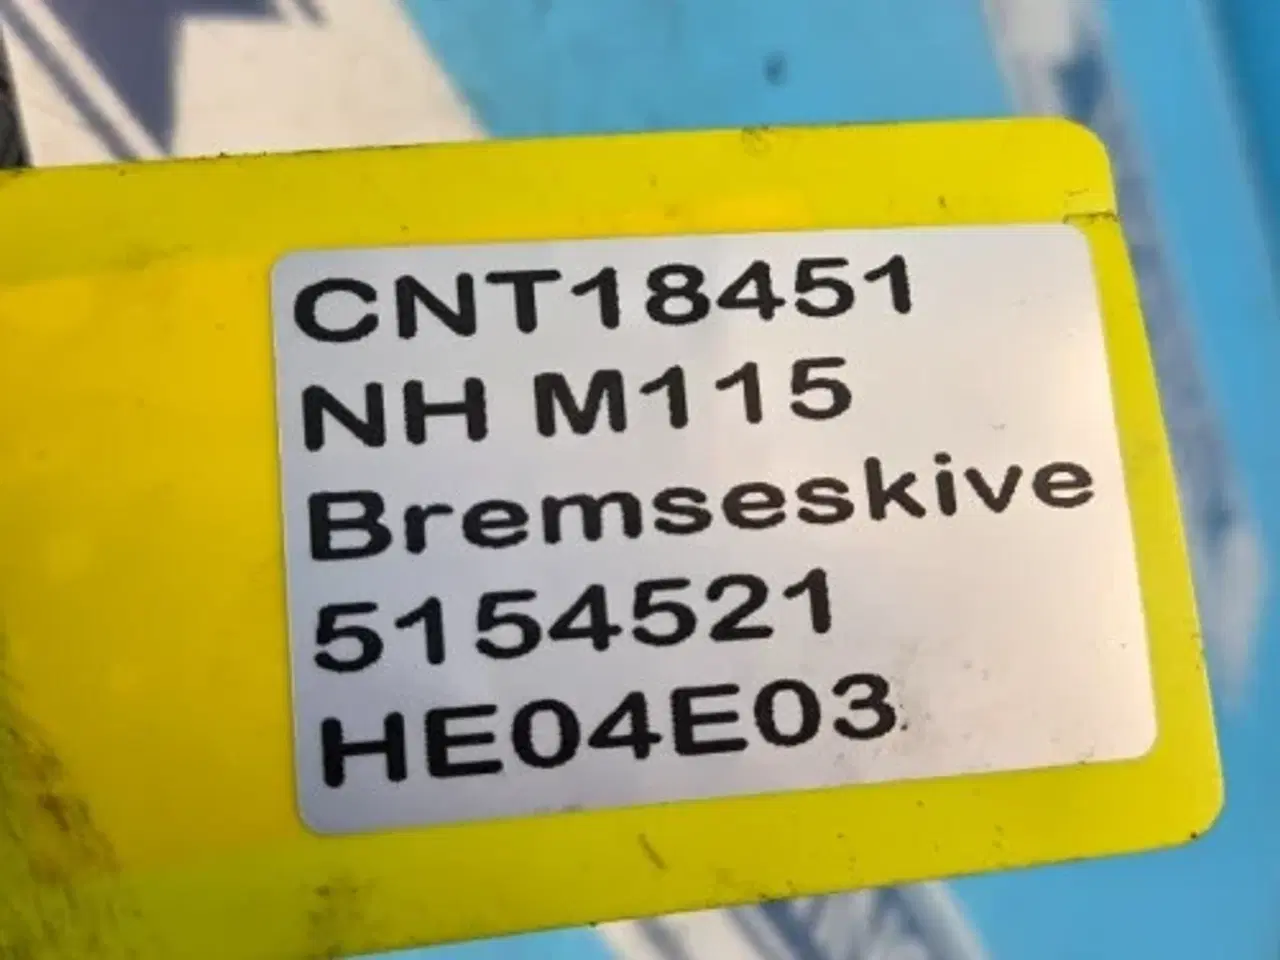 CNT18451
NH M115
Bremseskive
5154521
HE04E03